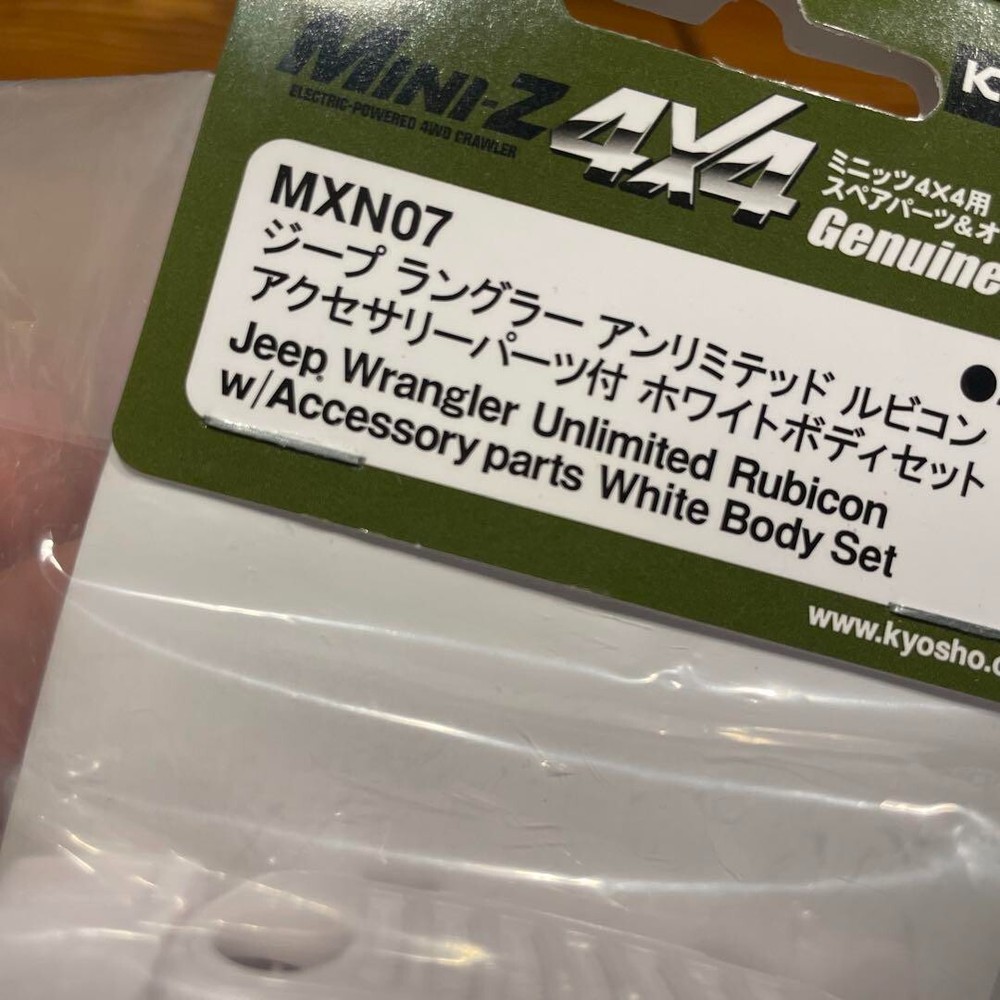 MINI-Z 4X4
ELECTRIC-POWERED 4WD CRAWLER
ミニッツ4×4用
スペアパーツ&オ
Genuine
MXN07
ジープ ラングラー アンリミテッド ルビコン
アクセサリーパーツ付 ホワイトボディセット
Jeep Wrangler Unlimited Rubicon
w/Accessory parts White Body Set
www.kyosho.c